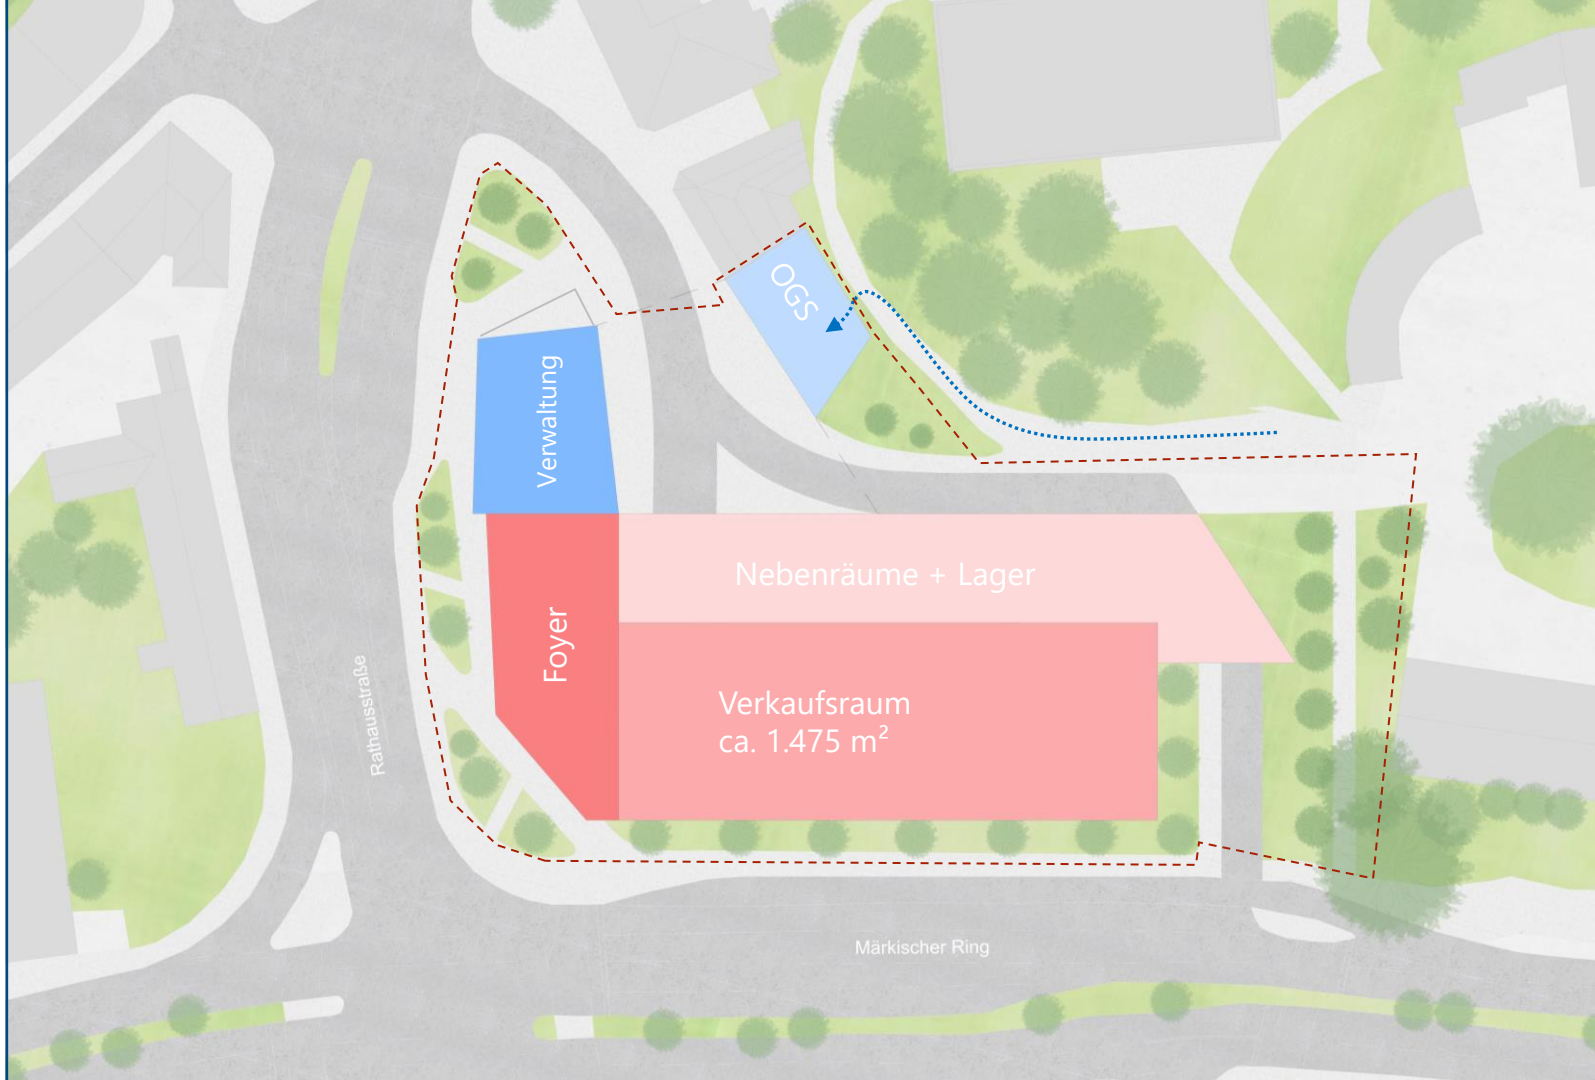 OGS
Verwaltung
Nebenräume + Lager
Foyer
Verkaufsraum
ca. 1.475 m²
Rathausstraße
Märkischer Ring